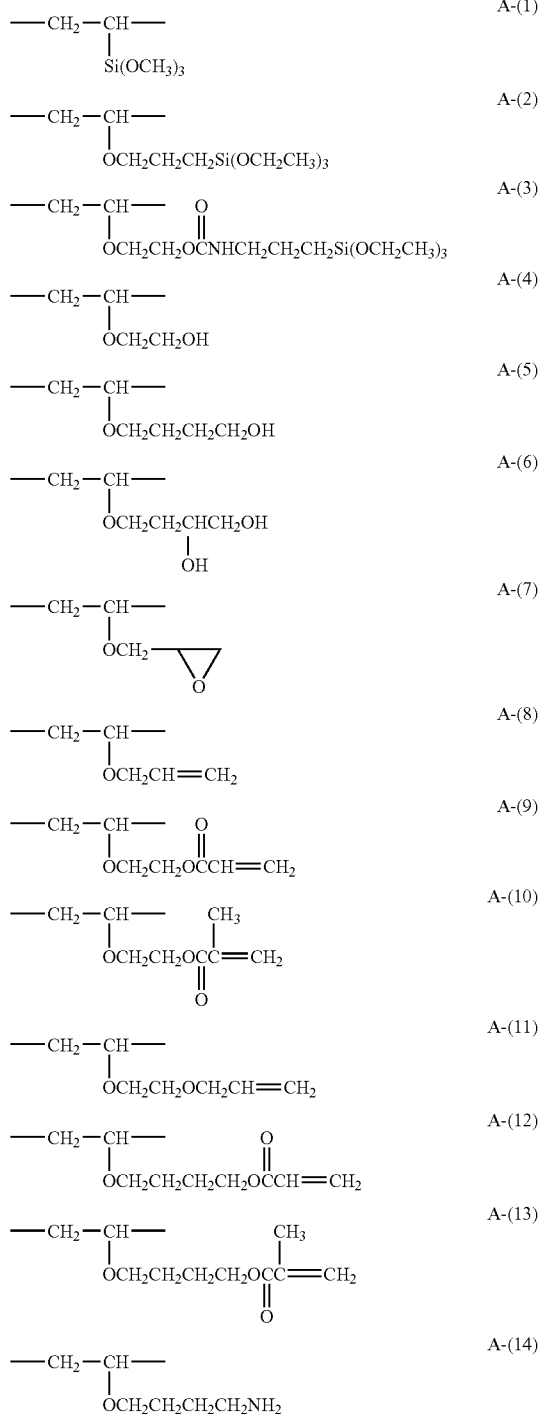 A-(1)
—CH₂—CH—
Si(OCH₃)₃
A-(2)
—CH₂—CH—
OCH₂CH₂CH₂Si(OCH₂CH₃)₃
A-(3)
—CH₂—CH— O
OCH₂CH₂OCNHCH₂CH₂CH₂Si(OCH₂CH₃)₃
A-(4)
—CH₂—CH—
OCH₂CH₂OH
A-(5)
—CH₂—CH—
OCH₂CH₂CH₂CH₂OH
A-(6)
—CH₂—CH—
OCH₂CH₂CHCH₂OH
OH
A-(7)
—CH₂—CH—
OCH₂
O
A-(8)
—CH₂—CH—
OCH₂CH=CH₂
A-(9)
—CH₂—CH— O
OCH₂CH₂OCCH=CH₂
A-(10)
—CH₂—CH— CH₃
OCH₂CH₂OCC=CH₂
O
A-(11)
—CH₂—CH—
OCH₂CH₂OCH₂CH=CH₂
A-(12)
—CH₂—CH— O
OCH₂CH₂CH₂CH₂OCCH=CH₂
A-(13)
—CH₂—CH— CH₃
OCH₂CH₂CH₂CH₂OCC=CH₂
O
A-(14)
—CH₂—CH—
OCH₂CH₂CH₂CH₂NH₂